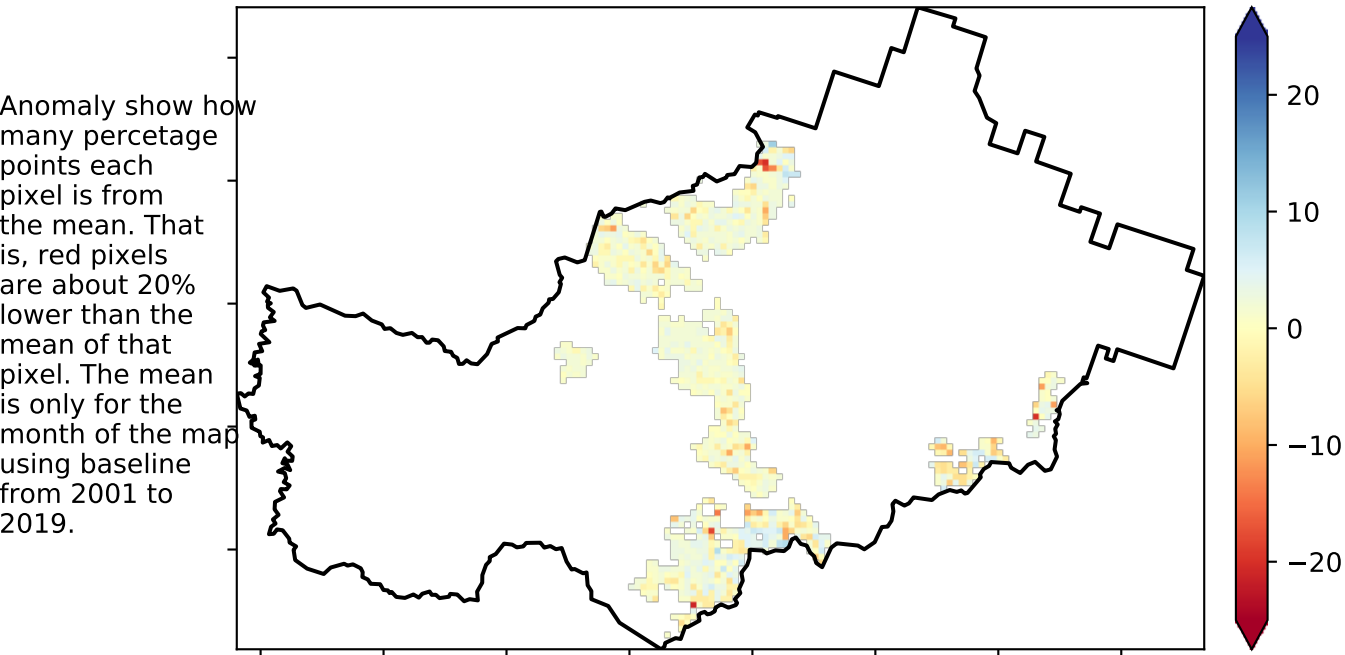 Anomaly show how
many percetage
points each
pixel is from
the mean. That
is, red pixels
are about 20%
lower than the
mean of that
pixel. The mean
is only for the
month of the map
using baseline
from 2001 to
2019.
20
10
0
−10
−20